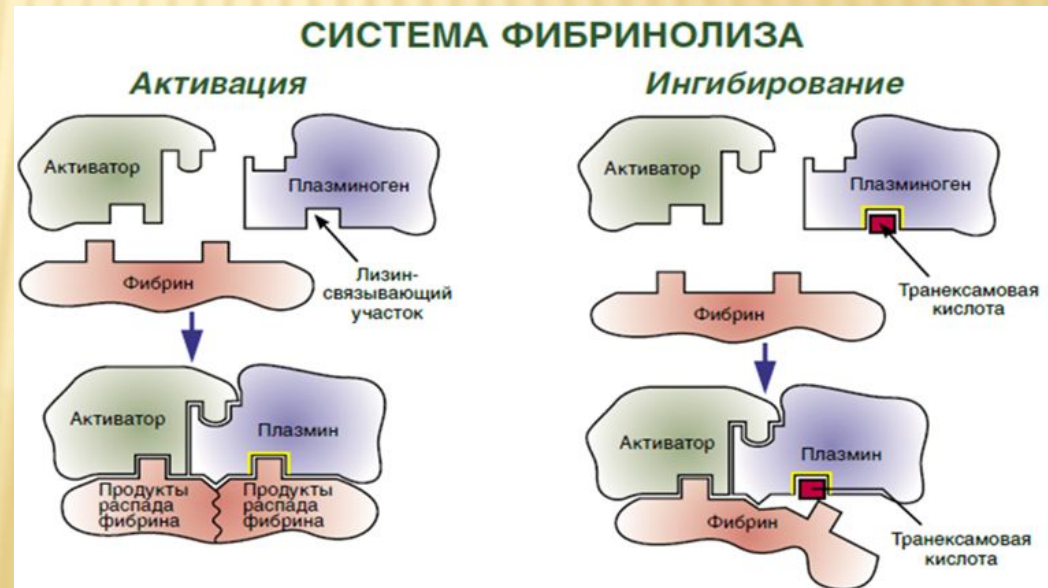 СИСТЕМА ФИБРИНОЛИЗА
Активация
Активатор
Плазминоген
Фибрин
Лизин-
связывающий
участок
Активатор
Плазмин
Продукты
распада
фибрина
Продукты
распада
фибрина
Ингибирование
Активатор
Плазминоген
Транексамовая
кислота
Фибрин
Активатор
Плазмин
Фибрин
Транексамовая
кислота